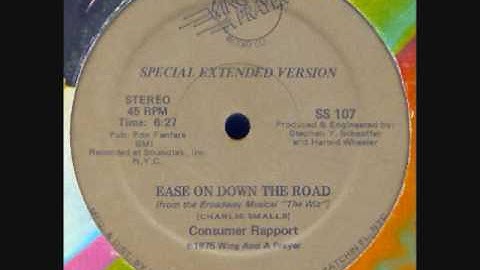 SPECIAL EXTENDED VERSION
STEREO
45 RPM
Time: 6:27
Pub: Fox Fanfare
BMI
Recorded at Soundtek, Inc.
N.Y.C.
SS 107
Produced & Engineered by:
Stephen Y. Scheaffer
and Harold Wheeler
EASE ON DOWN THE ROAD
(from the Broadway Musical "The Wiz")
(CHARLIE SMALLS)
Consumer Rapport
©1975 Wing And A Prayer